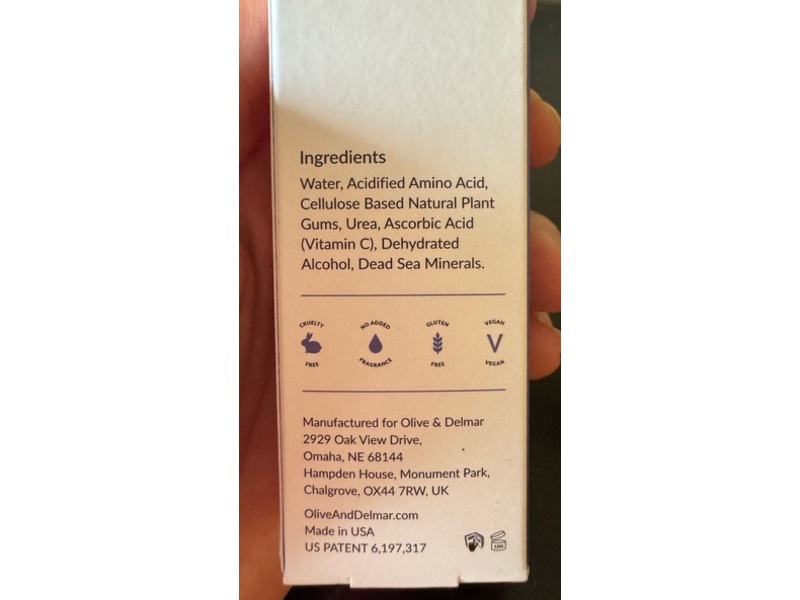 Ingredients
Water, Acidified Amino Acid,
Cellulose Based Natural Plant
Gums, Urea, Ascorbic Acid
(Vitamin C), Dehydrated
Alcohol, Dead Sea Minerals.
CRUELTY FREE
NO ADDED FRAGRANCE
GLUTEN FREE
VEGAN V VEGAN
Manufactured for Olive & Delmar
2929 Oak View Drive,
Omaha, NE 68144
Hampden House, Monument Park,
Chalgrove, OX44 7RW, UK
OliveAndDelmar.com
Made in USA
US PATENT 6,197,317